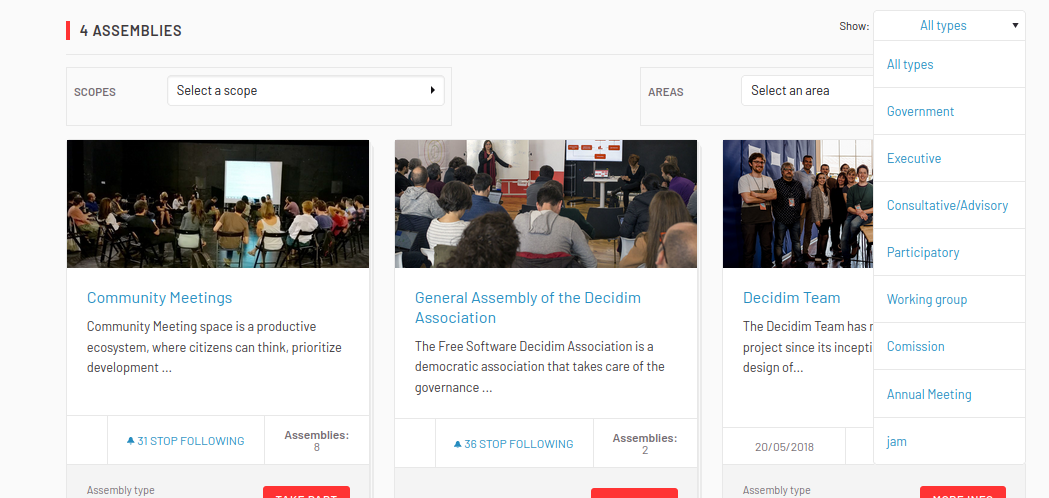 4 ASSEMBLIES
Show: All types
All types
Government
Executive
Consultative/Advisory
Participatory
Working group
Comission
Annual Meeting
jam
SCOPES Select a scope
AREAS Select an area
Community Meetings
Community Meeting space is a productive
ecosystem, where citizens can think, prioritize
development ...
31 STOP FOLLOWING
Assemblies:
8
Assembly type
TAKE PART
General Assembly of the Decidim
Association
The Free Software Decidim Association is a
democratic association that takes care of the
governance ...
36 STOP FOLLOWING
Assemblies:
2
Decidim Team
The Decidim Team has
project since its incepti
design of...
20/05/2018
Assembly type
MORE INFO